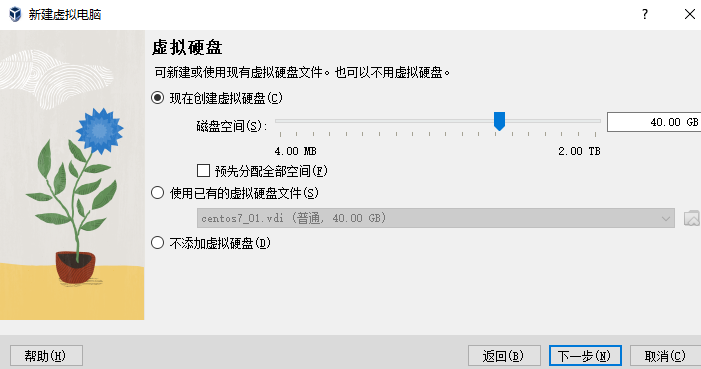 新建虚拟电脑
?
虚拟硬盘
可新建或使用现有虚拟硬盘文件。也可以不用虚拟硬盘。
现在创建虚拟硬盘(C)
磁盘空间(S):
40.00 GB
4.00 MB
2.00 TB
预先分配全部空间(F)
使用已有的虚拟硬盘文件(S)
centos7_01.vdi (普通, 40.00 GB)
不添加虚拟硬盘(D)
帮助(H)
返回(B)
下一步(N)
取消(C)